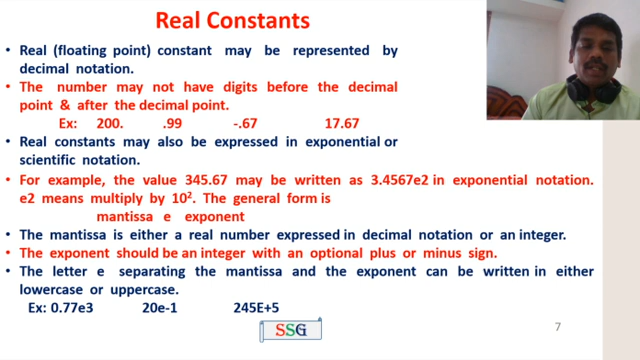 Real Constants
• Real (floating point) constant may be represented by
decimal notation.
• The number may not have digits before the decimal
point & after the decimal point.
Ex: 200. .99 -.67 17.67
• Real constants may also be expressed in exponential or
scientific notation.
• For example, the value 345.67 may be written as 3.4567e2 in exponential notation.
e2 means multiply by 10². The general form is
mantissa e exponent
• The mantissa is either a real number expressed in decimal notation or an integer.
• The exponent should be an integer with an optional plus or minus sign.
• The letter e separating the mantissa and the exponent can be written in either
lowercase or uppercase.
Ex: 0.77e3 20e-1 245E+5
SSG
7